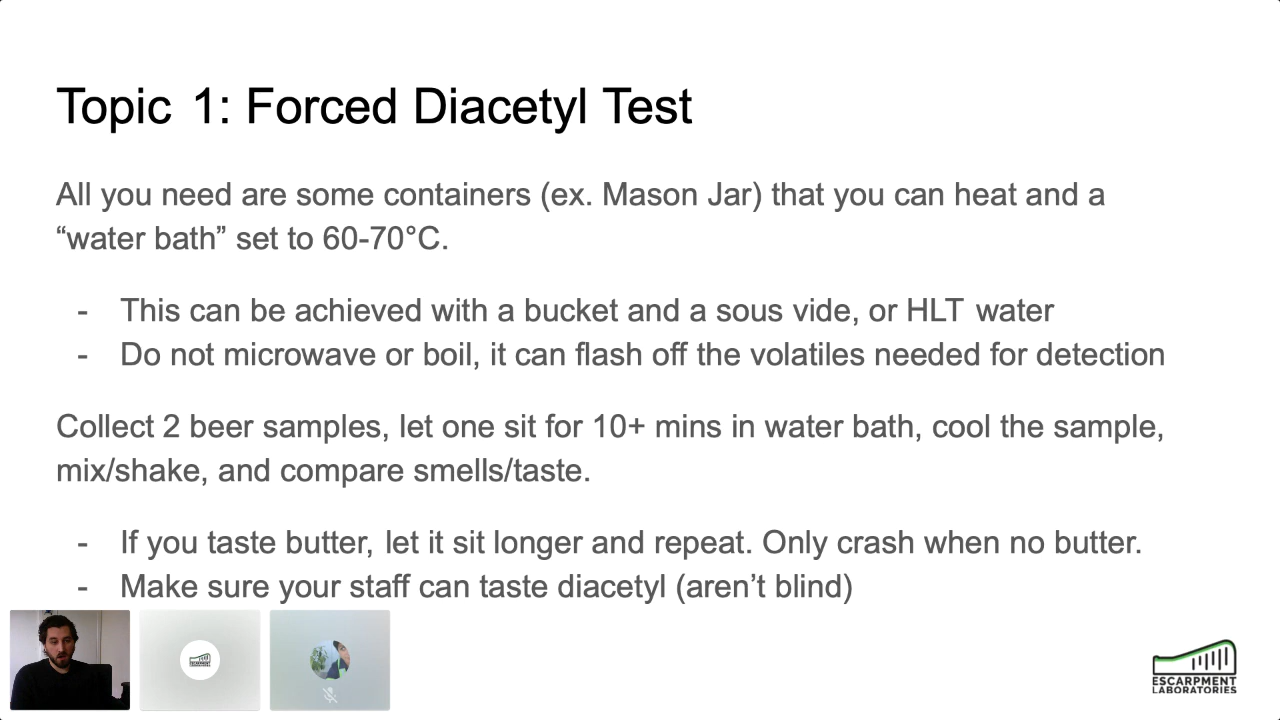 Topic 1: Forced Diacetyl Test
All you need are some containers (ex. Mason Jar) that you can heat and a
“water bath” set to 60-70°C.
- This can be achieved with a bucket and a sous vide, or HLT water
- Do not microwave or boil, it can flash off the volatiles needed for detection
Collect 2 beer samples, let one sit for 10+ mins in water bath, cool the sample,
mix/shake, and compare smells/taste.
- If you taste butter, let it sit longer and repeat. Only crash when no butter.
- Make sure your staff can taste diacetyl (aren’t blind)
ESCARPMENT
LABORATORIES
ESCARPMENT
LABORATORIES